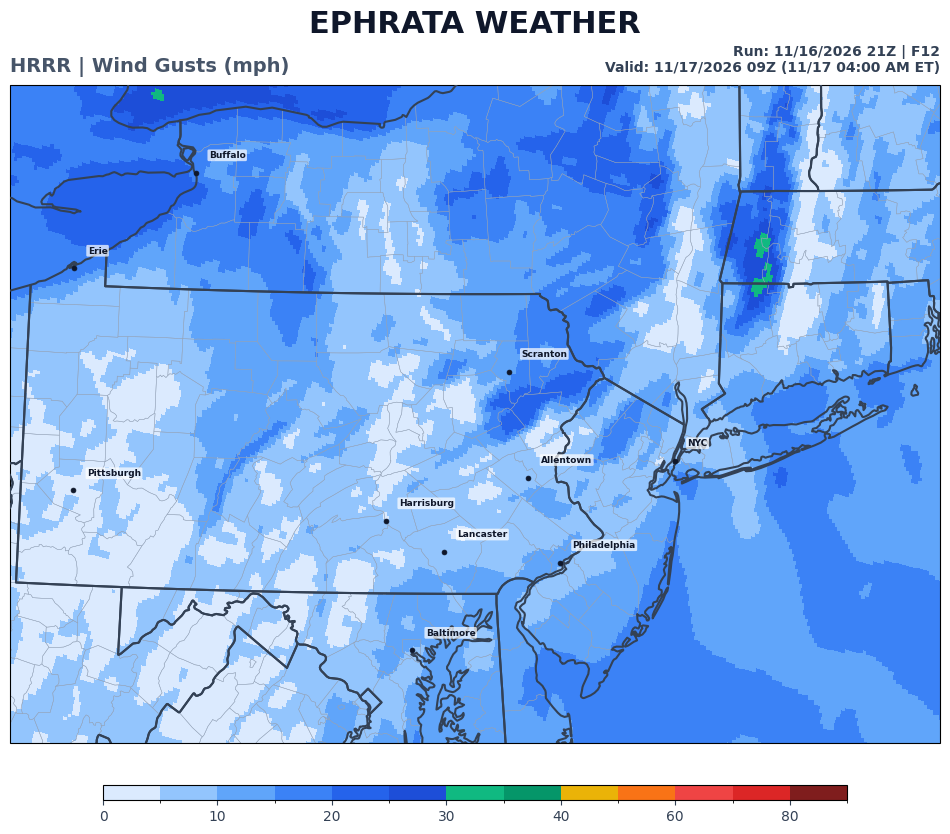 EPHRATA WEATHER
HRRR | Wind Gusts (mph)
Run: 11/16/2026 21Z | F12
Valid: 11/17/2026 09Z (11/17 04:00 AM ET)
Buffalo
Erie
Scranton
NYC
Allentown
Pittsburgh
Harrisburg
Lancaster
Philadelphia
Baltimore
0 10 20 30 40 50 60 70 80